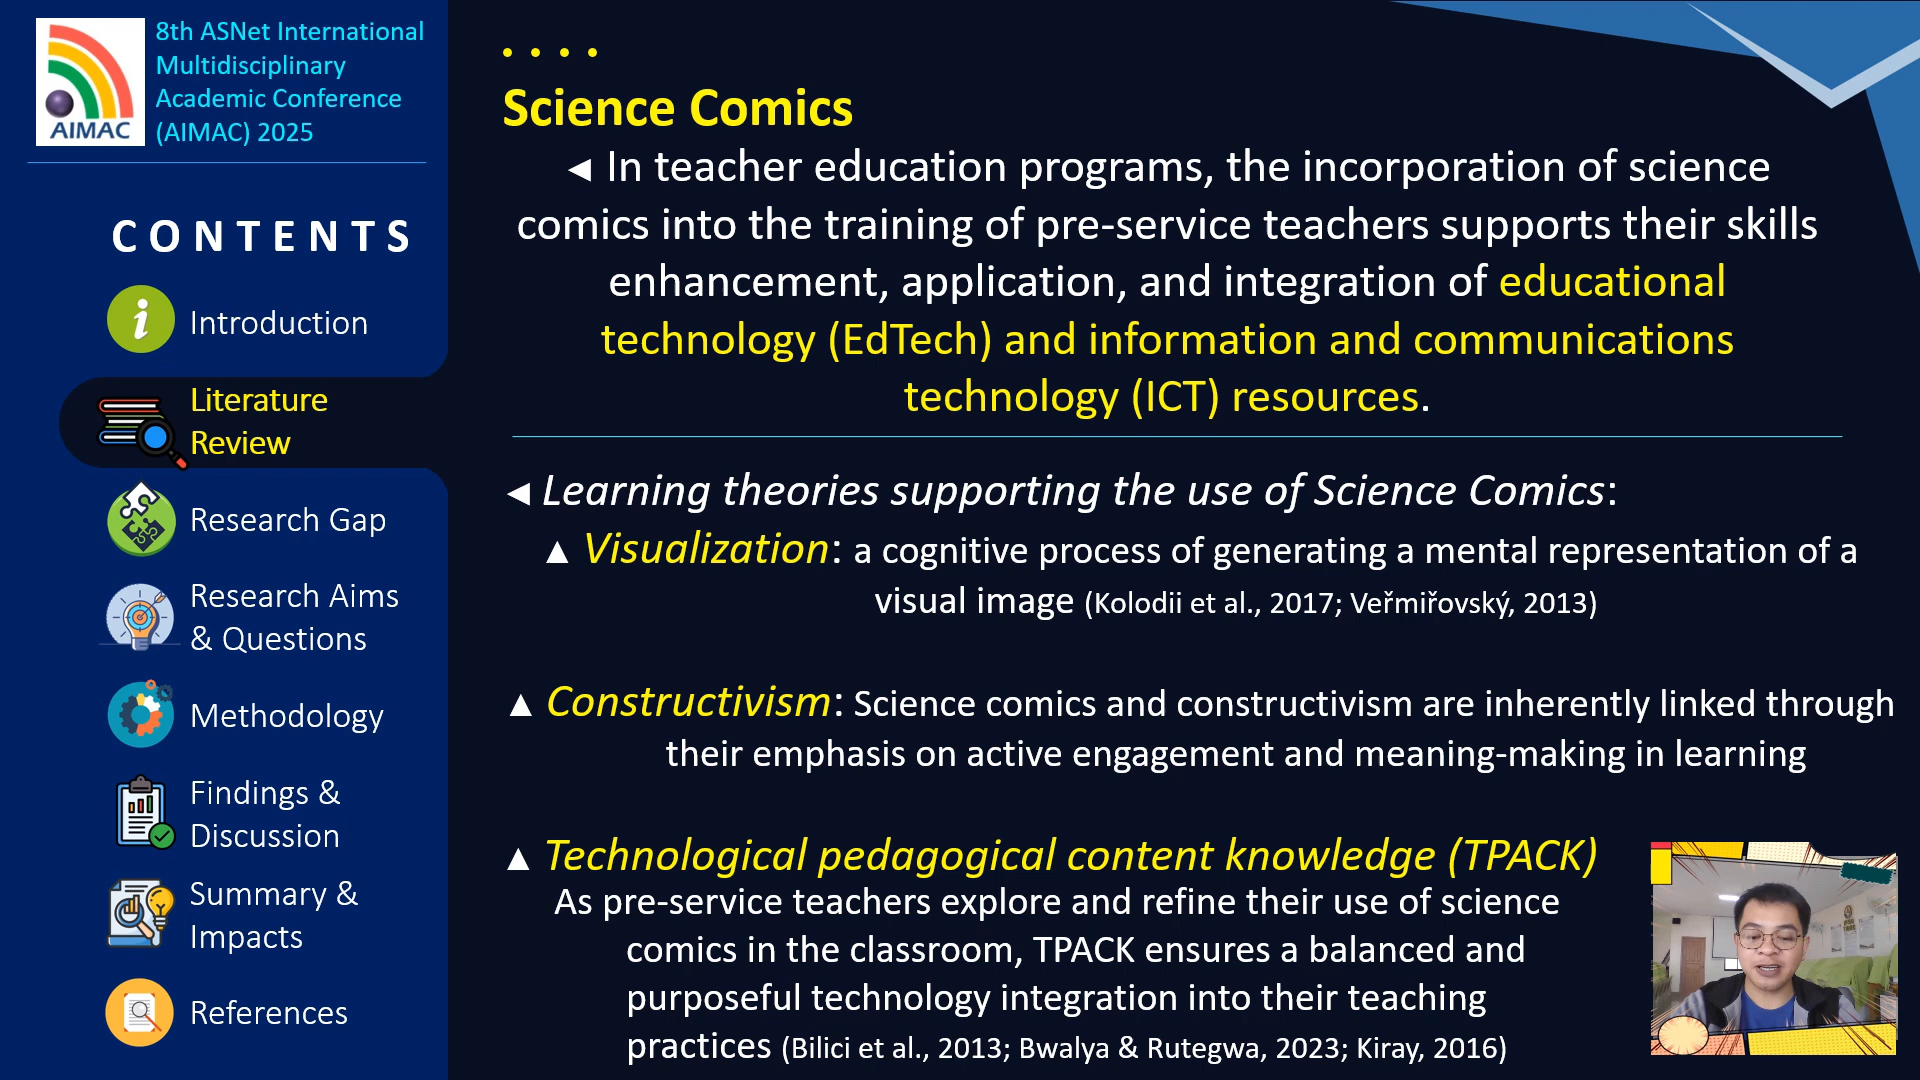 AIMAC
8th ASNet International
Multidisciplinary
Academic Conference
(AIMAC) 2025
CONTENTS
Introduction
Literature
Review
Research Gap
Research Aims
& Questions
Methodology
Findings &
Discussion
Summary &
Impacts
References
Science Comics
◄ In teacher education programs, the incorporation of science
comics into the training of pre-service teachers supports their skills
enhancement, application, and integration of educational
technology (EdTech) and information and communications
technology (ICT) resources.
◄ Learning theories supporting the use of Science Comics:
▲ Visualization: a cognitive process of generating a mental representation of a
visual image (Kolodii et al., 2017; Veřmiřovský, 2013)
▲ Constructivism: Science comics and constructivism are inherently linked through
their emphasis on active engagement and meaning-making in learning
▲ Technological pedagogical content knowledge (TPACK)
As pre-service teachers explore and refine their use of science
comics in the classroom, TPACK ensures a balanced and
purposeful technology integration into their teaching
practices (Bilici et al., 2013; Bwalya & Rutegwa, 2023; Kiray, 2016)